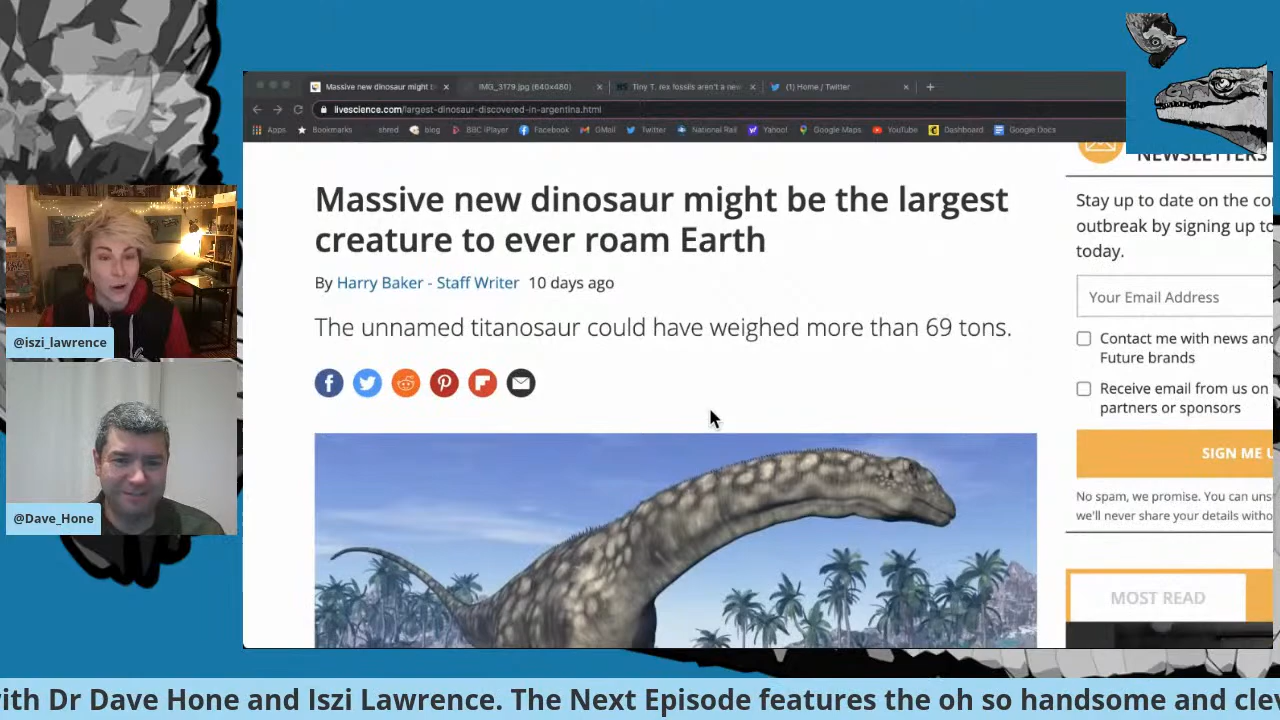 Massive new dinosaur might b
IMG_3179.jpg (640×480)
Tiny T. rex fossils aren't a new
(1) Home / Twitter
livescience.com/largest-dinosaur-discovered-in-argentina.html
Apps Bookmarks shred blog BBC iPlayer Facebook GMail Twitter National Rail Yahoo! Google Maps YouTube Dashboard Google Docs
NEWSLETTERS
Massive new dinosaur might be the largest
creature to ever roam Earth
By Harry Baker - Staff Writer 10 days ago
The unnamed titanosaur could have weighed more than 69 tons.
Stay up to date on the co
outbreak by signing up to
today.
Your Email Address
Contact me with news and
Future brands
Receive email from us on
partners or sponsors
SIGN ME U
No spam, we promise. You can uns
we'll never share your details witho
MOST READ
@iszi_lawrence
@Dave_Hone
ith Dr Dave Hone and Iszi Lawrence. The Next Episode features the oh so handsome and cle